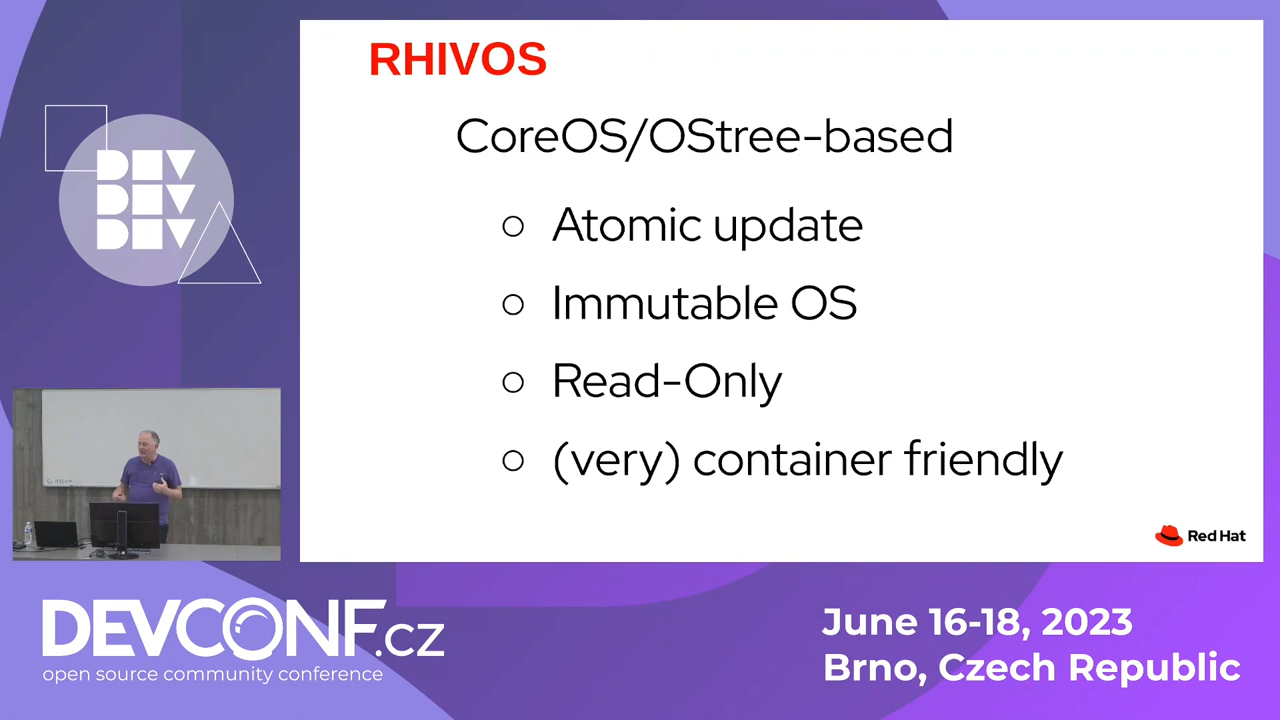 RHIVOS
CoreOS/OStree-based
Atomic update
Immutable OS
Read-Only
(very) container friendly
Red Hat
DEV
DEV
DEV
DEVCONF.cz
open source community conference
June 16-18, 2023
Brno, Czech Republic